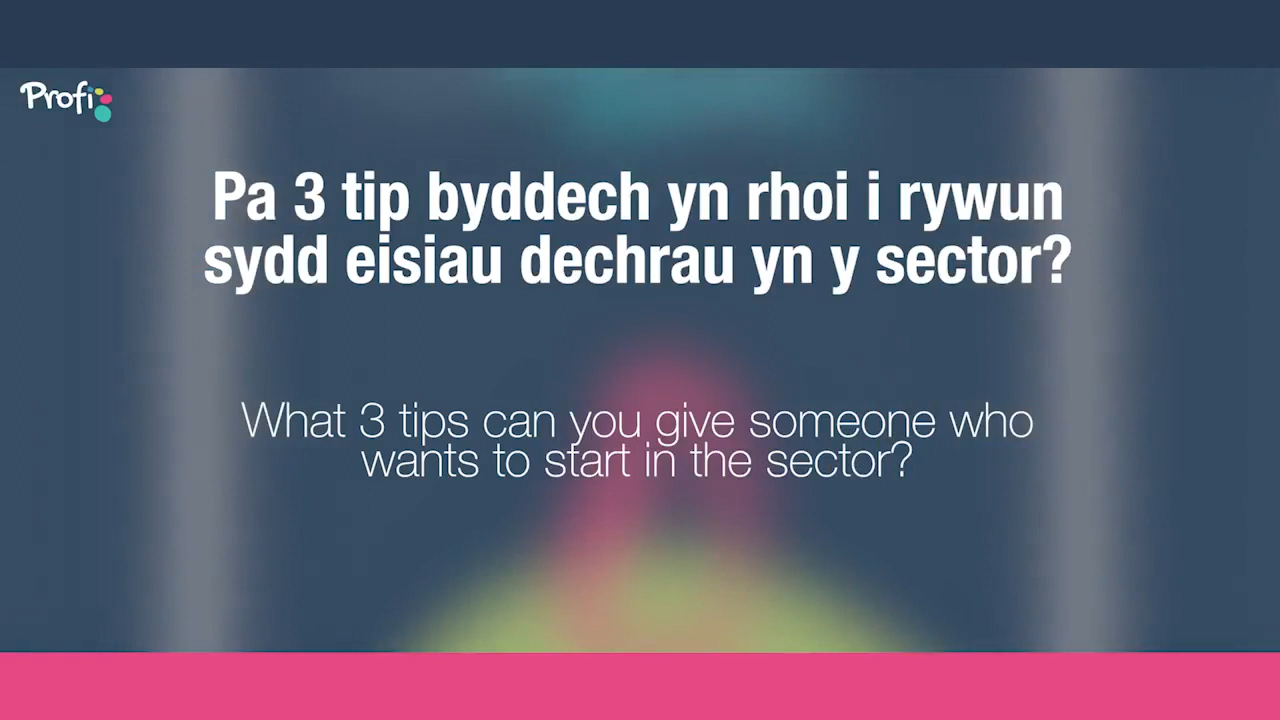 Profi
Pa 3 tip byddech yn rhoi i rywun
sydd eisiau dechrau yn y sector?
What 3 tips can you give someone who
wants to start in the sector?